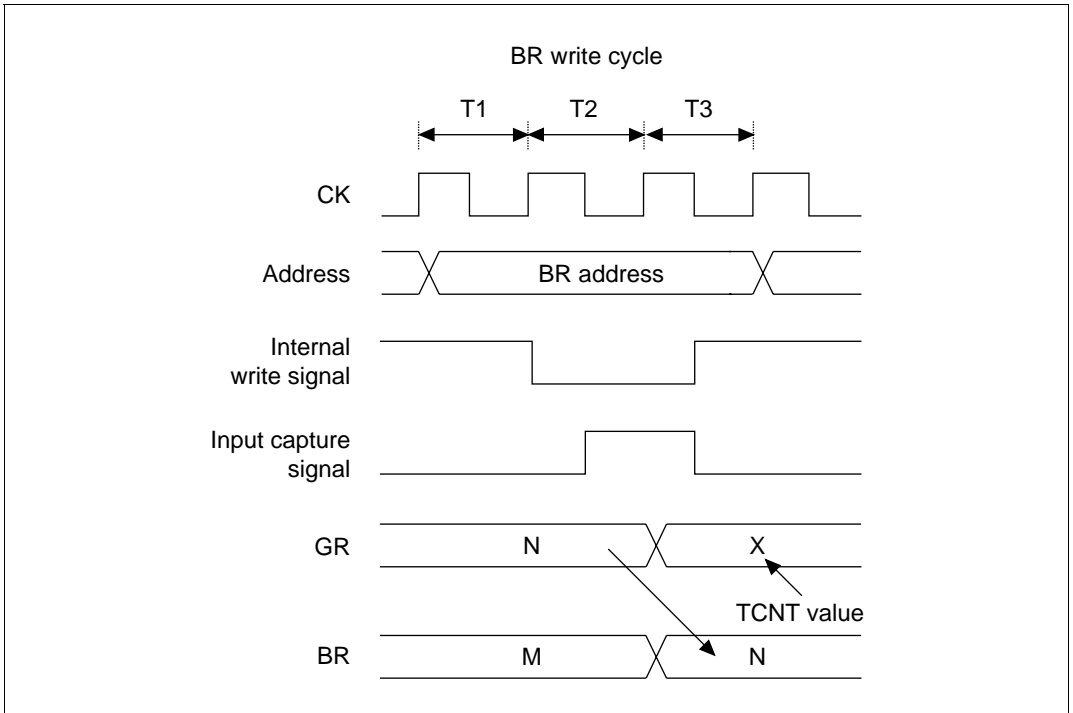 BR write cycle
T1 T2 T3
CK
Address BR address
Internal
write signal
Input capture
signal
GR N X
TCNT value
BR M N